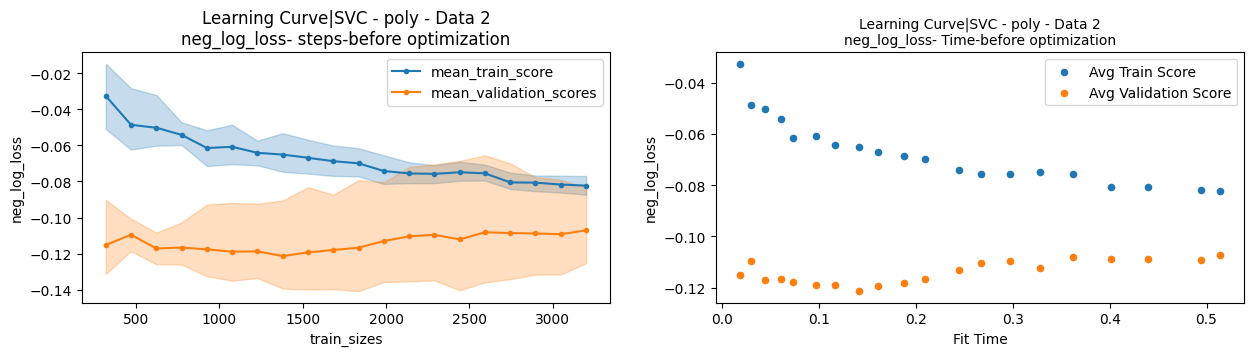 Learning Curve|SVC - poly - Data 2
neg_log_loss- steps-before optimization
mean_train_score
mean_validation_scores
neg_log_loss
−0.02
−0.04
−0.06
−0.08
−0.10
−0.12
−0.14
500
1000
1500
2000
2500
3000
train_sizes
Learning Curve|SVC - poly - Data 2
neg_log_loss- Time-before optimization
Avg Train Score
Avg Validation Score
neg_log_loss
−0.04
−0.06
−0.08
−0.10
−0.12
0.0
0.1
0.2
0.3
0.4
0.5
Fit Time